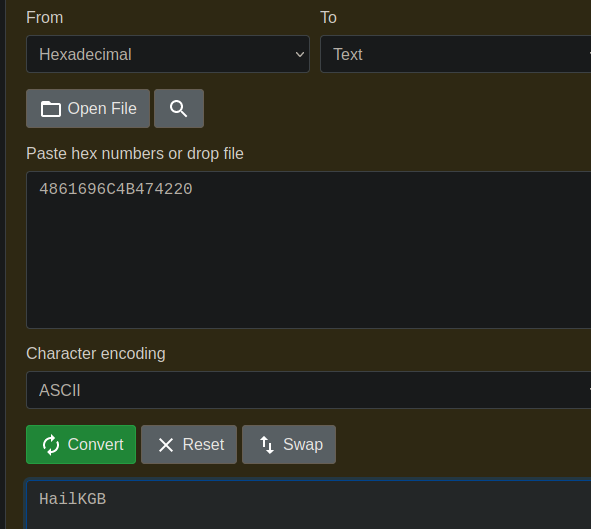 From To
Hexadecimal Text
Open File
Paste hex numbers or drop file
4861696C4B474220
Character encoding
ASCII
Convert Reset Swap
HailKGB